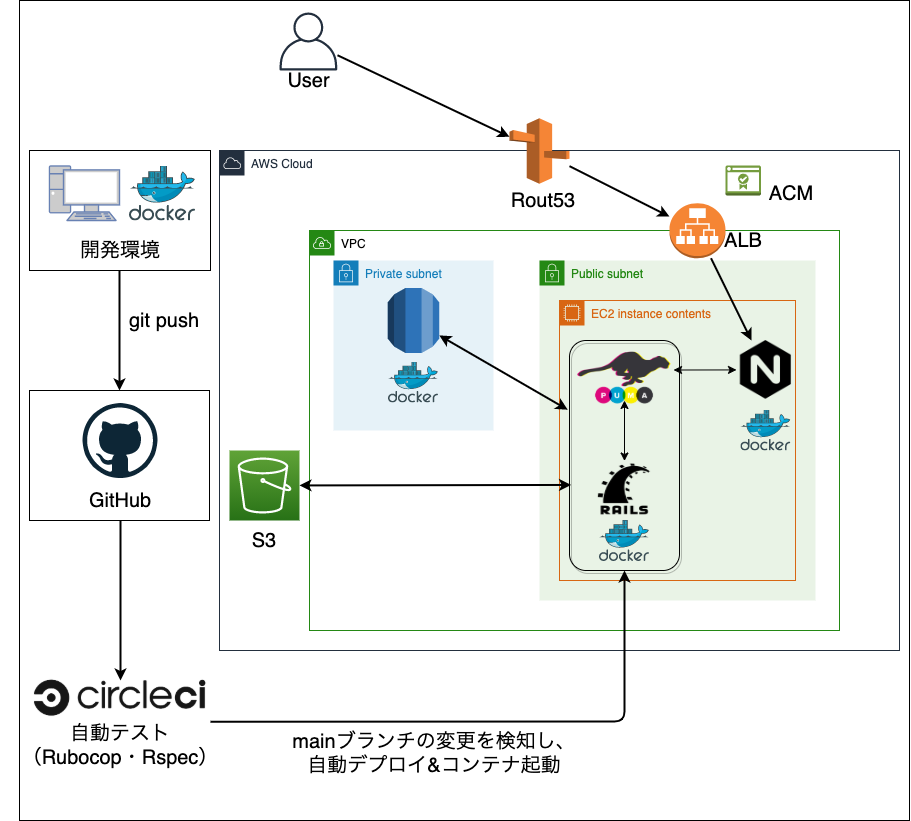 User
AWS Cloud
Rout53
ACM
ALB
docker
開発環境
VPC
Private subnet
Public subnet
EC2 instance contents
git push
PUMA
docker
docker
GitHub
RAILS
docker
S3
circleci
自動テスト
（Rubocop・Rspec）
mainブランチの変更を検知し、
自動デプロイ&コンテナ起動
N